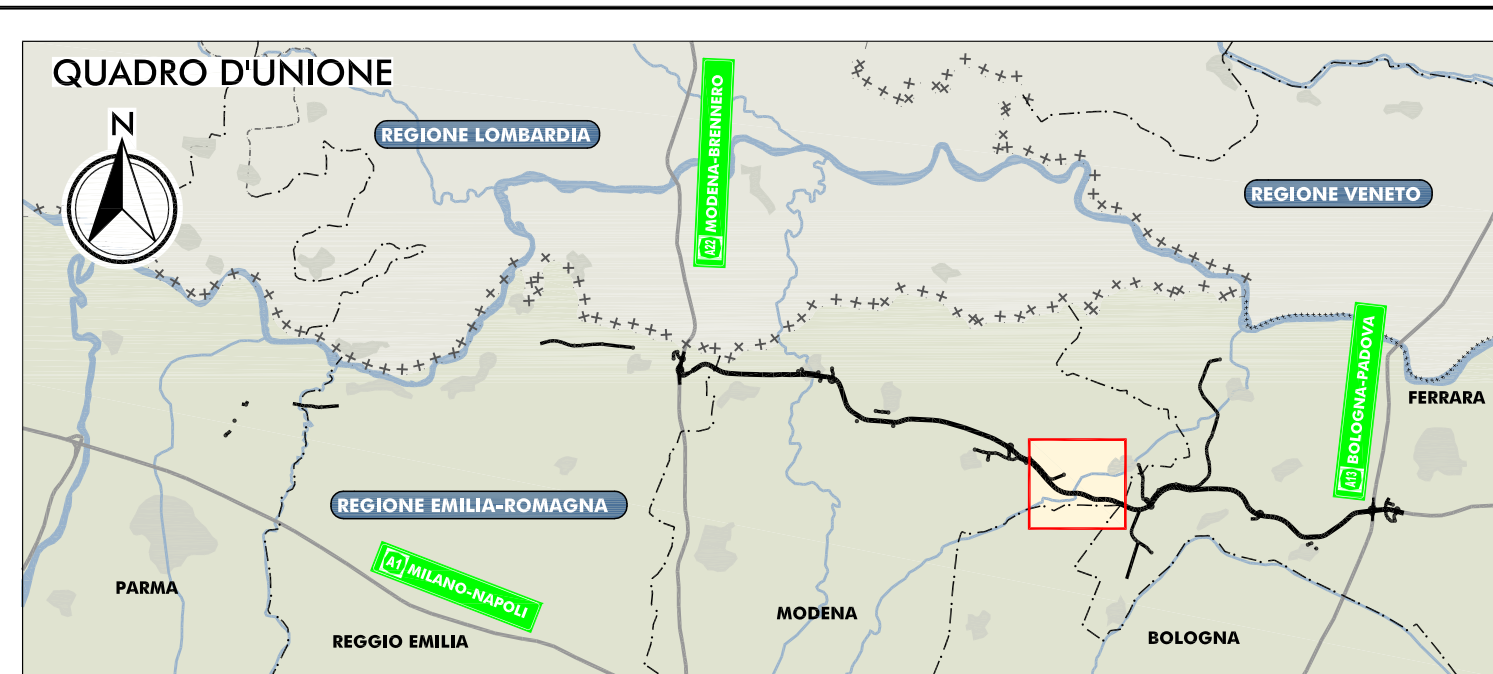 QUADRO D'UNIONE
N
REGIONE LOMBARDIA
A22 MODENA-BRENNERO
REGIONE VENETO
A13 BOLOGNA-PADOVA
FERRARA
REGIONE EMILIA-ROMAGNA
A1 MILANO-NAPOLI
PARMA
REGGIO EMILIA
MODENA
BOLOGNA